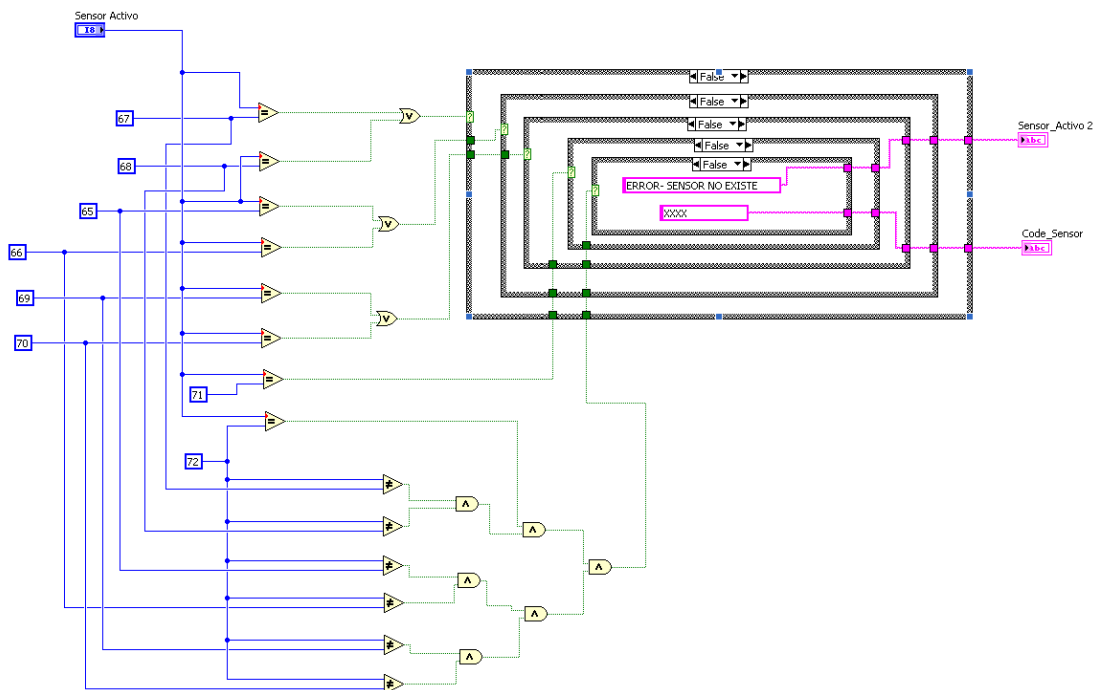 Sensor Activo
I8
67
68
65
66
69
70
71
72
=
=
=
=
=
=
=
=
≠
≠
≠
≠
≠
≠
V
V
V
∧
∧
∧
∧
∧
∧
?
?
?
?
?
False
False
False
False
False
ERROR- SENSOR NO EXISTE
XXXX
Sensor_Activo 2
abc
Code_Sensor
abc